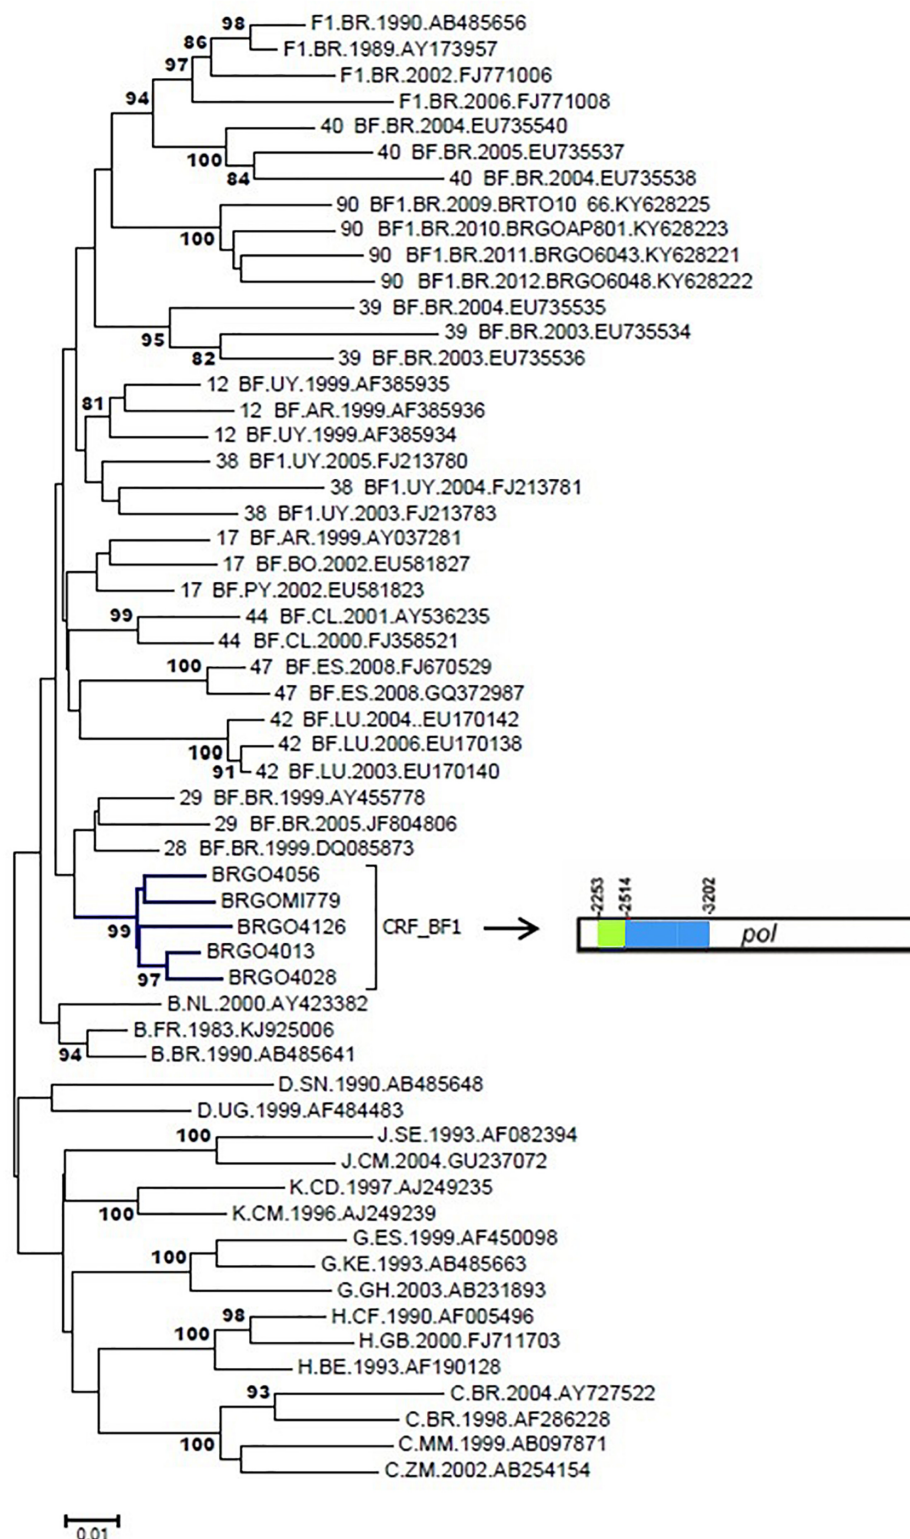 98
F1.BR.1990.AB485656
86
F1.BR.1989.AY173957
97
F1.BR.2002.FJ771006
94
F1.BR.2006.FJ771008
40 BF.BR.2004.EU735540
100
40 BF.BR.2005.EU735537
84
40 BF.BR.2004.EU735538
90 BF1.BR.2009.BRTO10 66.KY628225
100
90 BF1.BR.2010.BRGOAP801.KY628223
90 BF1.BR.2011.BRGO6043.KY628221
90 BF1.BR.2012.BRGO6048.KY628222
39 BF.BR.2004.EU735535
95
39 BF.BR.2003.EU735534
82
39 BF.BR.2003.EU735536
12 BF.UY.1999.AF385935
81
12 BF.AR.1999.AF385936
12 BF.UY.1999.AF385934
38 BF1.UY.2005.FJ213780
38 BF1.UY.2004.FJ213781
38 BF1.UY.2003.FJ213783
17 BF.AR.1999.AY037281
17 BF.BO.2002.EU581827
17 BF.PY.2002.EU581823
99
44 BF.CL.2001.AY536235
44 BF.CL.2000.FJ358521
100
47 BF.ES.2008.FJ670529
47 BF.ES.2008.GQ372987
42 BF.LU.2004..EU170142
100
42 BF.LU.2006.EU170138
91
42 BF.LU.2003.EU170140
29 BF.BR.1999.AY455778
29 BF.BR.2005.JF804806
28 BF.BR.1999.DQ085873
BRGO4056
BRGOMI779
99
BRGO4126
BRGO4013
97
BRGO4028
CRF_BF1
2253
2514
3202
pol
B.NL.2000.AY423382
B.FR.1983.KJ925006
94
B.BR.1990.AB485641
D.SN.1990.AB485648
D.UG.1999.AF484483
100
J.SE.1993.AF082394
J.CM.2004.GU237072
K.CD.1997.AJ249235
100
K.CM.1996.AJ249239
G.ES.1999.AF450098
100
G.KE.1993.AB485663
G.GH.2003.AB231893
98
H.CF.1990.AF005496
100
H.GB.2000.FJ711703
H.BE.1993.AF190128
93
C.BR.2004.AY727522
C.BR.1998.AF286228
100
C.MM.1999.AB097871
C.ZM.2002.AB254154
0.01